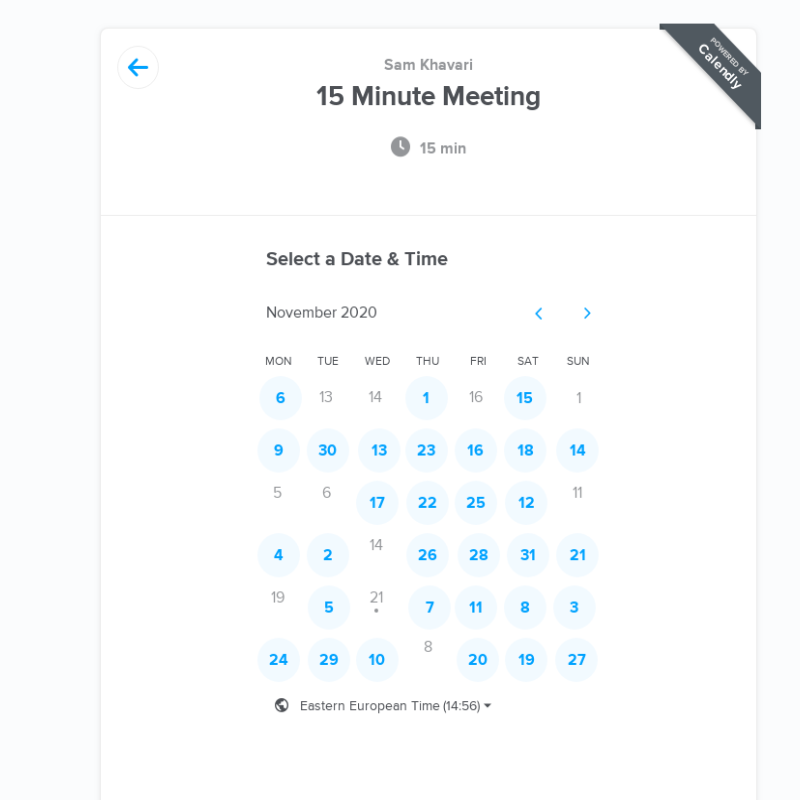 POWERED BY
Calendly
Sam Khavari
15 Minute Meeting
15 min
Select a Date & Time
November 2020
MON TUE WED THU FRI SAT SUN
6 13 14 1 16 15 1
9 30 13 23 16 18 14
5 6 17 22 25 12 11
4 2 14 26 28 31 21
19 5 21 7 11 8 3
24 29 10 8 20 19 27
Eastern European Time (14:56)